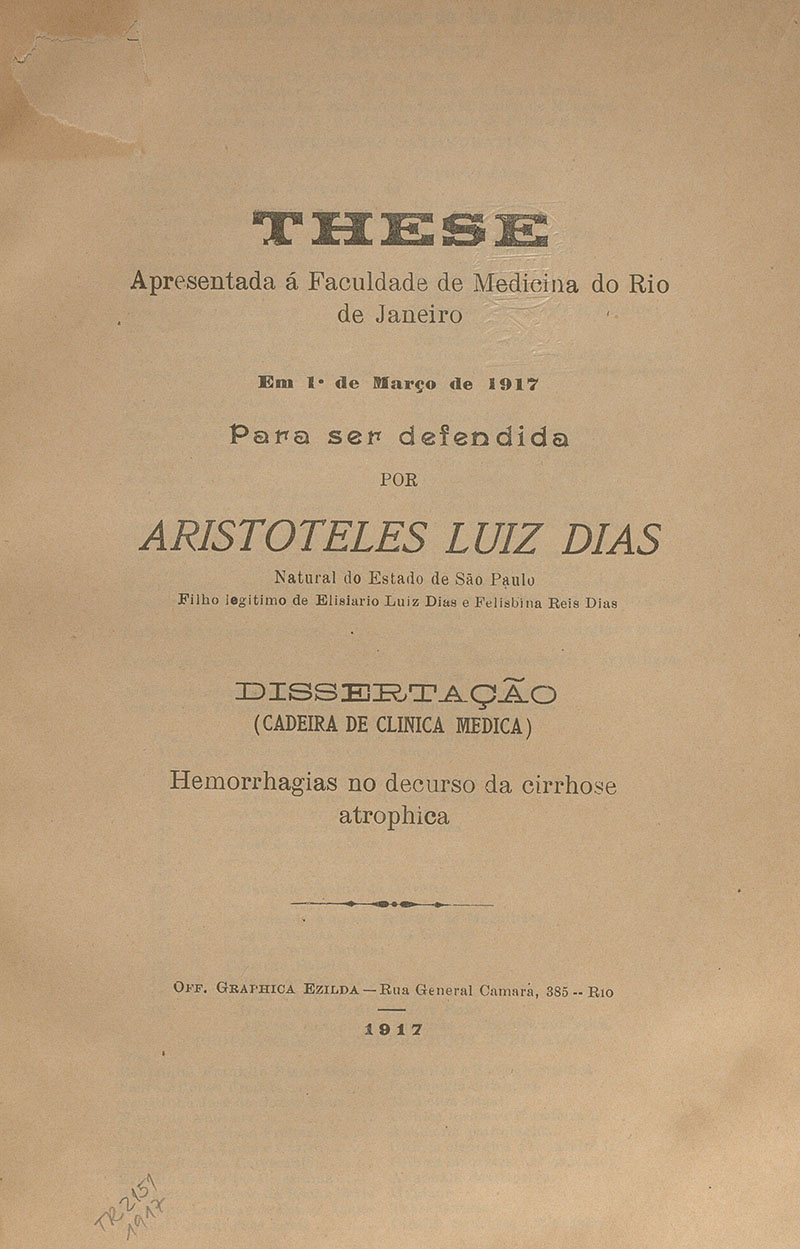 THESE
Apresentada á Faculdade de Medicina do Rio
de Janeiro
Em 1º de Março de 1917
Para ser defendida
POR
ARISTOTELES LUIZ DIAS
Natural do Estado de São Paulo
Filho legitimo de Elisiario Luiz Dias e Felisbina Reis Dias
DISSERTAÇÃO
(CADEIRA DE CLINICA MEDICA)
Hemorrhagias no decurso da cirrhose
atrophica
OFF. GRAPHICA EZILDA — Rua General Camará, 385 -- RIO
1917
TR 2151
1917